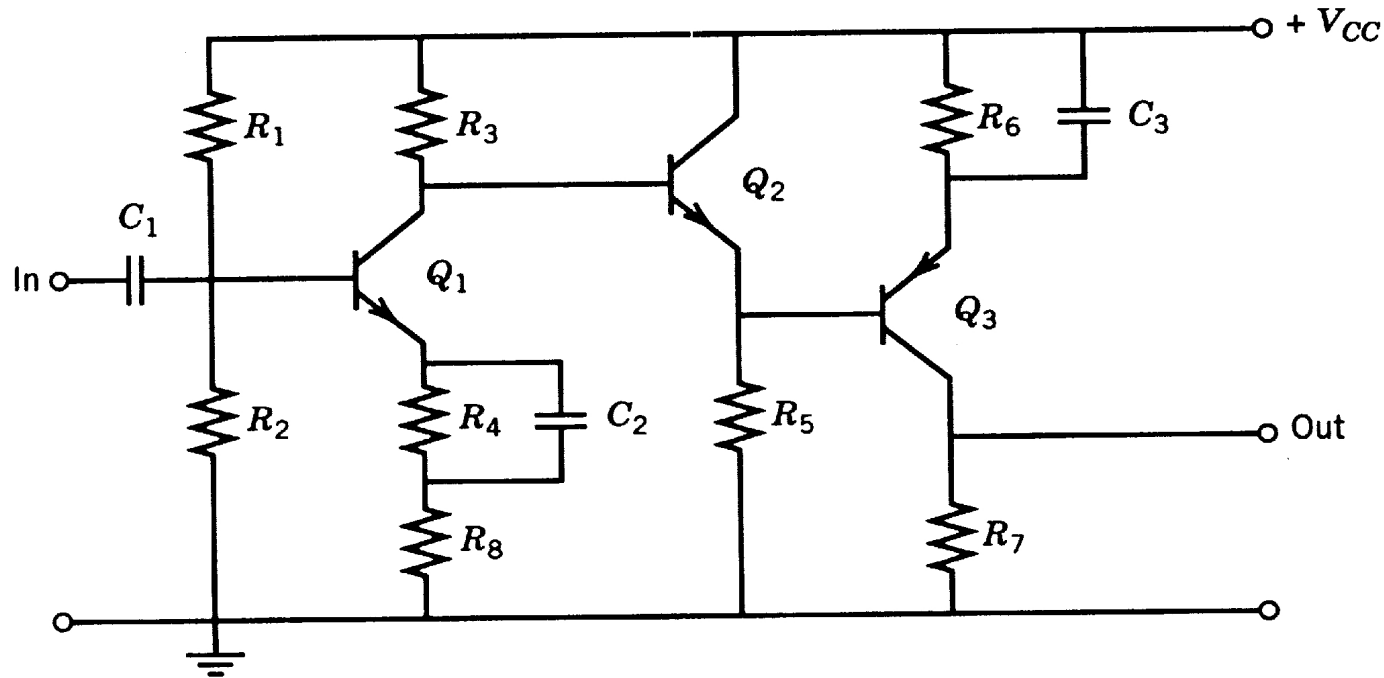 + V_CC
R_1
R_3
R_6
C_3
Q_2
C_1
In
Q_1
Q_3
R_2
R_4
C_2
R_5
Out
R_8
R_7